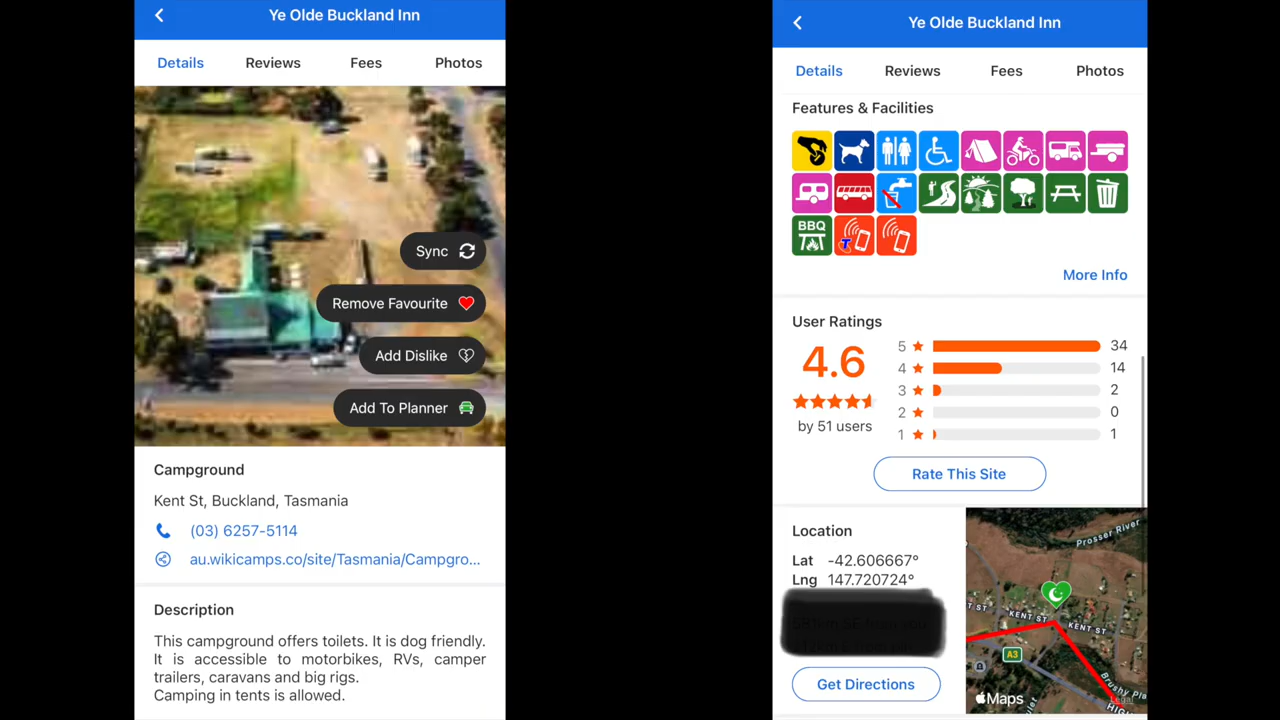 Ye Olde Buckland Inn
Details Reviews Fees Photos
Sync
Remove Favourite
Add Dislike
Add To Planner
Campground
Kent St, Buckland, Tasmania
(03) 6257-5114
au.wikicamps.co/site/Tasmania/Campgro...
Description
This campground offers toilets. It is dog friendly.
It is accessible to motorbikes, RVs, camper
trailers, caravans and big rigs.
Camping in tents is allowed.
Ye Olde Buckland Inn
Details Reviews Fees Photos
Features & Facilities
BBQ
T
More Info
User Ratings
4.6
by 51 users
5 34
4 14
3 2
2 0
1 1
Rate This Site
Location
Lat -42.606667°
Lng 147.720724°
Get Directions
Prosser River
KENT ST
KENT ST
A3
Brushy Pla
HIG
Maps
Legal